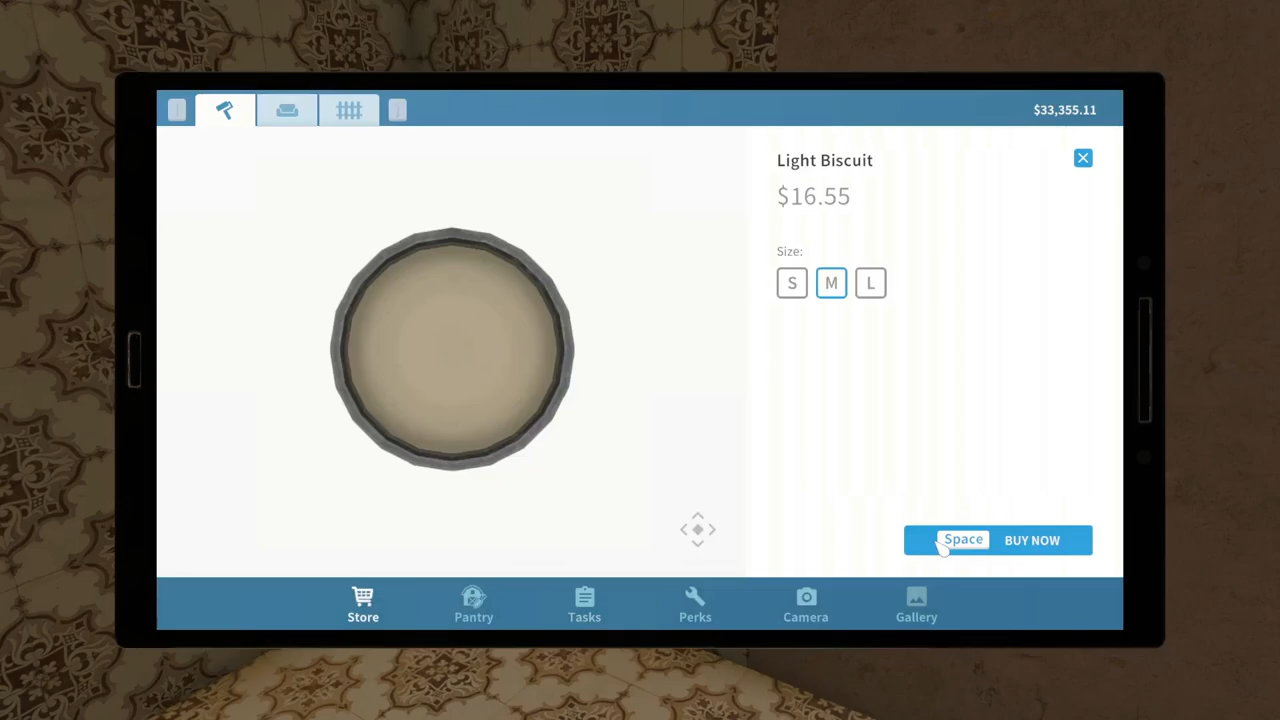 $33,355.11
Light Biscuit
$16.55
Size:
S M L
Space BUY NOW
Store Pantry Tasks Perks Camera Gallery